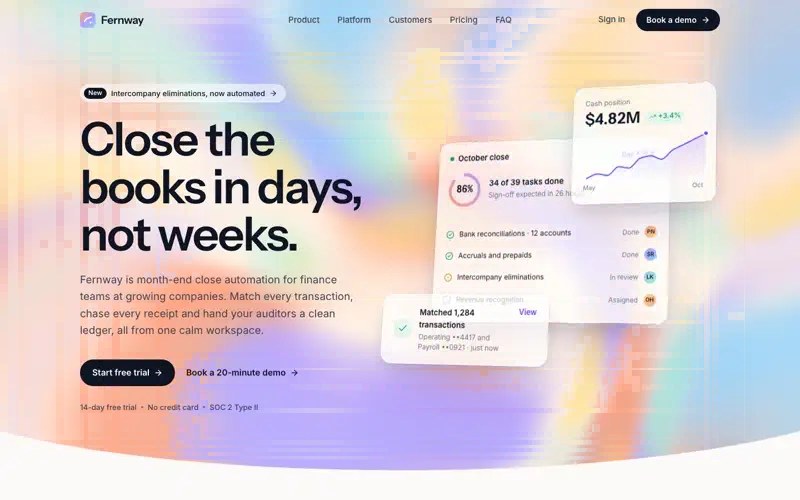 Fernway
Product Platform Customers Pricing FAQ
Sign in
Book a demo →
New Intercompany eliminations, now automated →
Close the
books in days,
not weeks.
Fernway is month-end close automation for finance
teams at growing companies. Match every transaction,
chase every receipt and hand your auditors a clean
ledger, all from one calm workspace.
Start free trial →
Book a 20-minute demo →
14-day free trial • No credit card • SOC 2 Type II
Cash position
$4.82M
+3.4%
May Oct
October close
86%
34 of 39 tasks done
Sign-off expected in 26
Bank reconciliations · 12 accounts Done PN
Accruals and prepaids Done
Intercompany eliminations In review LK
Revenue recognition Assigned OH
Matched 1,284
transactions
View
Operating ••4417 and
Payroll ••0921 · just now